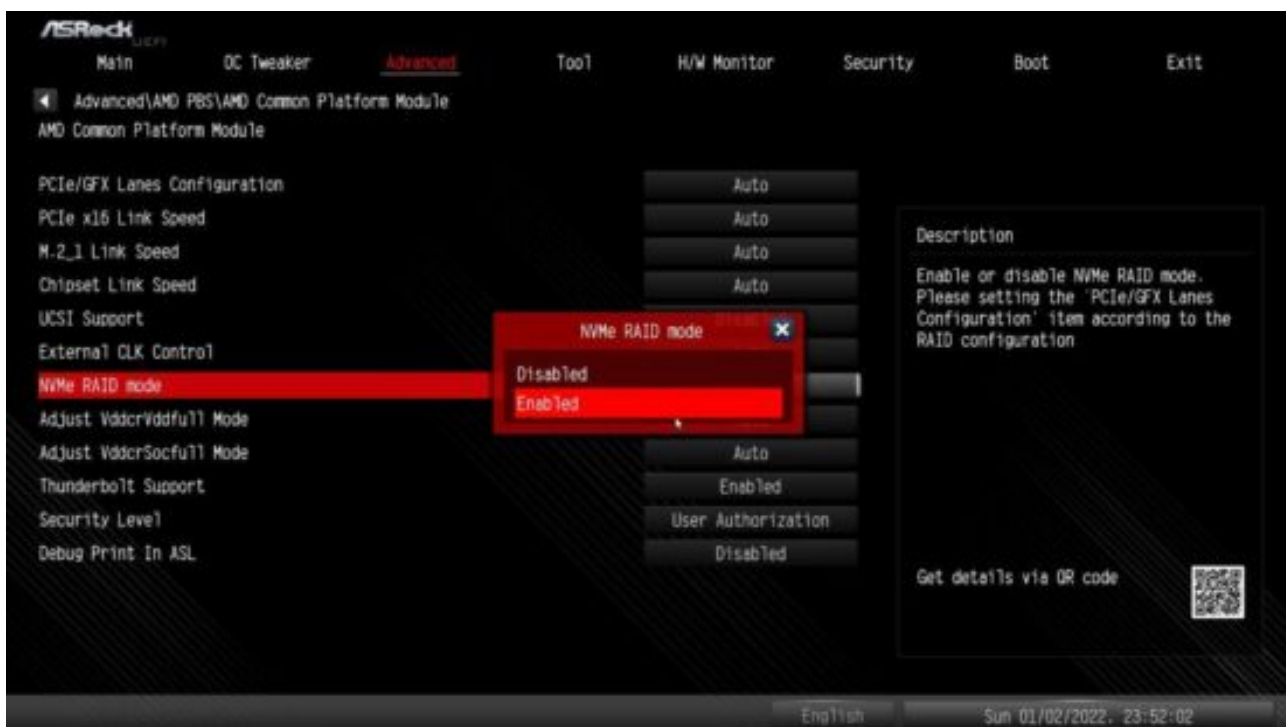 ASRock
UEFI
Main OC Tweaker Advanced Tool H/W Monitor Security Boot Exit
Advanced\AMD PBS\AMD Common Platform Module
AMD Common Platform Module
PCIe/GFX Lanes Configuration Auto
PCIe x16 Link Speed Auto
M.2_1 Link Speed Auto
Chipset Link Speed Auto
UCSI Support
External CLK Control
NVMe RAID mode
Adjust VddcrVddfull Mode
Adjust VddcrSocfull Mode Auto
Thunderbolt Support Enabled
Security Level User Authorization
Debug Print In ASL Disabled
NVMe RAID mode
Disabled
Enabled
Description
Enable or disable NVMe RAID mode.
Please setting the 'PCIe/GFX Lanes
Configuration' item according to the
RAID configuration
Get details via QR code
English Sun 01/02/2022. 23:52:02